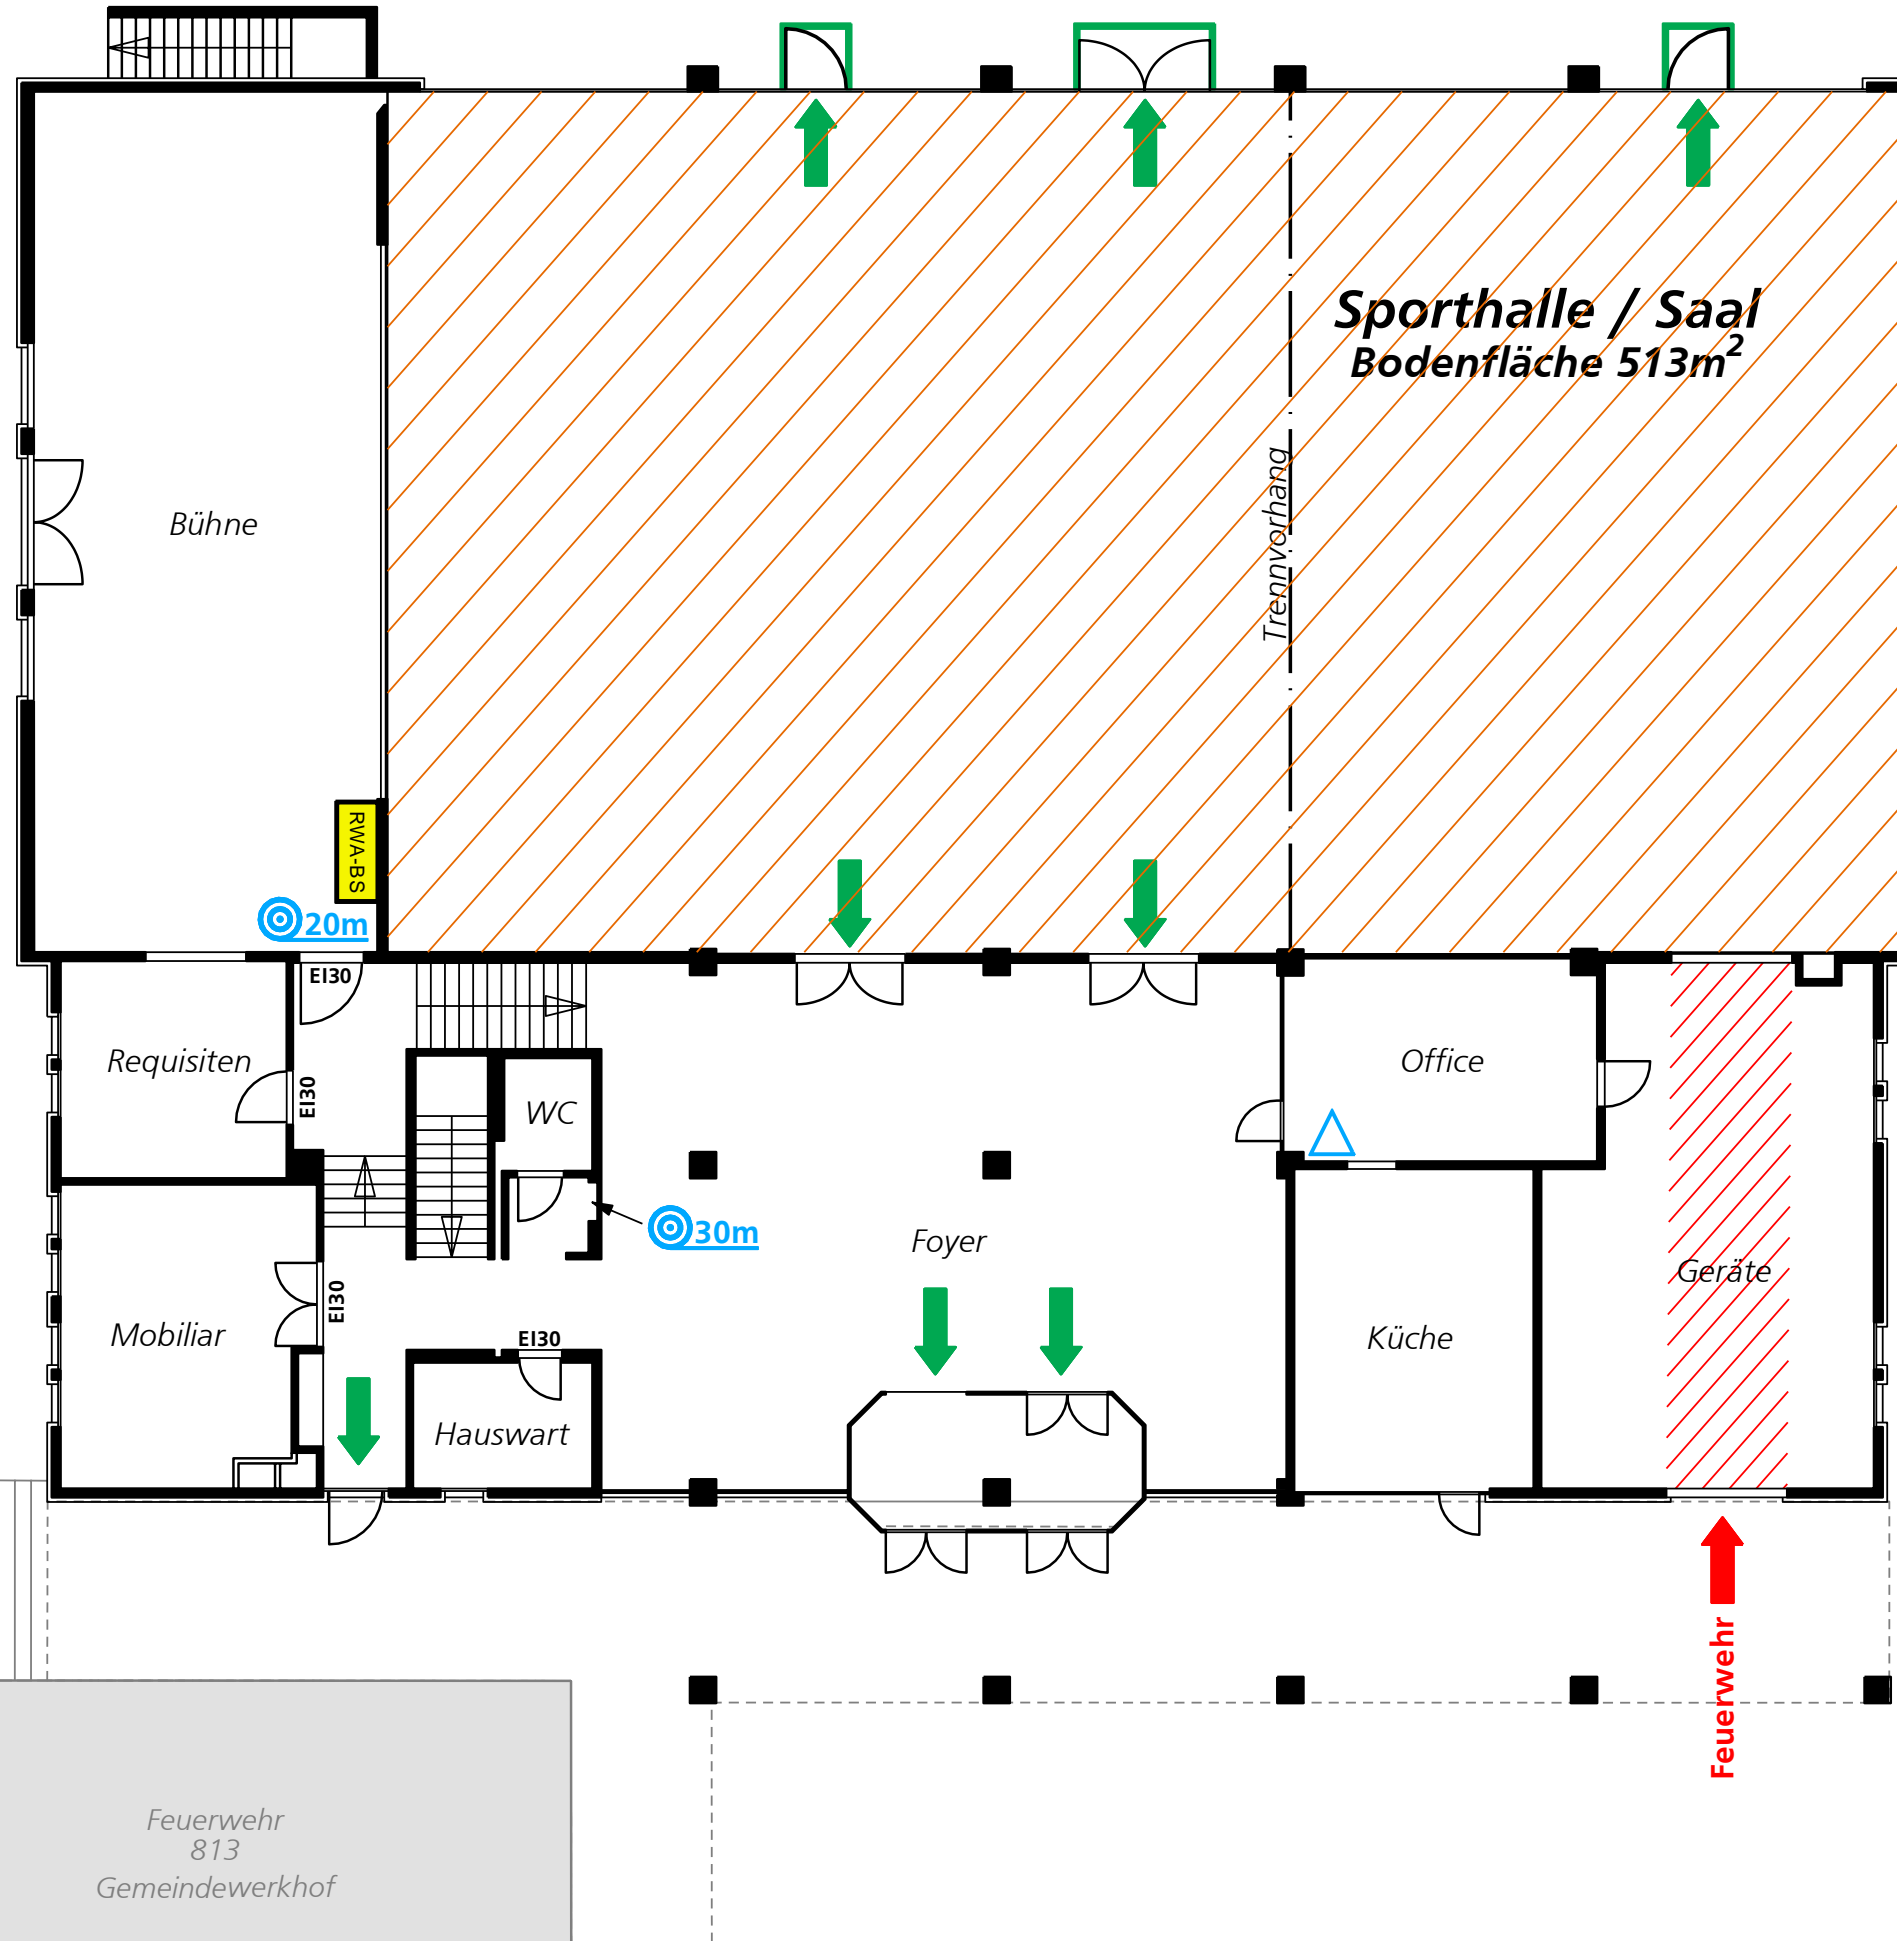 Sporthalle / Saal
Bodenfläche 513m²
Trennvorhang
Bühne
RWA-BS
20m
EI30
Requisiten
EI30
WC
Office
30m
Foyer
Geräte
Mobiliar
EI30
EI30
Küche
Hauswart
Feuerwehr
Feuerwehr
813
Gemeindewerkhof